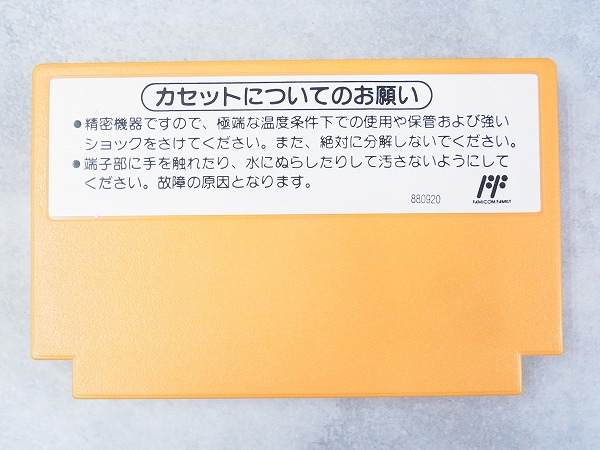 カセットについてのお願い
●精密機器ですので、極端な温度条件下での使用や保管および強い
ショックをさけてください。また、絶対に分解しないでください。
●端子部に手を触れたり、水にぬらしたりして汚さないようにして
ください。故障の原因となります。
880920
FAMICOM FAMILY